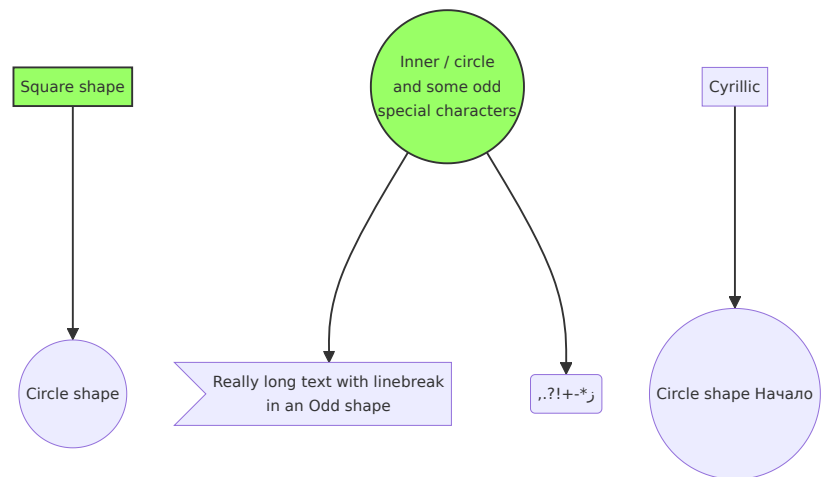 Square shape
Inner / circle
and some odd
special characters
Cyrillic
Circle shape
Really long text with linebreak
in an Odd shape
,.?!+-*ز
Circle shape Начало